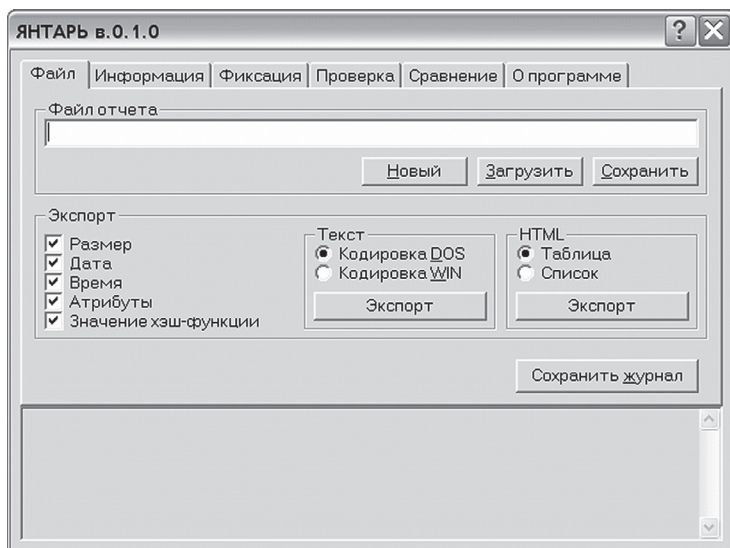 ЯНТАРЬ в.0.1.0
Файл Информация Фиксация Проверка Сравнение О программе
Файл отчета
Новый Загрузить Сохранить
Экспорт
Размер
Дата
Время
Атрибуты
Значение хэш-функции
Текст
Кодировка DOS
Кодировка WIN
Экспорт
HTML
Таблица
Список
Экспорт
Сохранить журнал